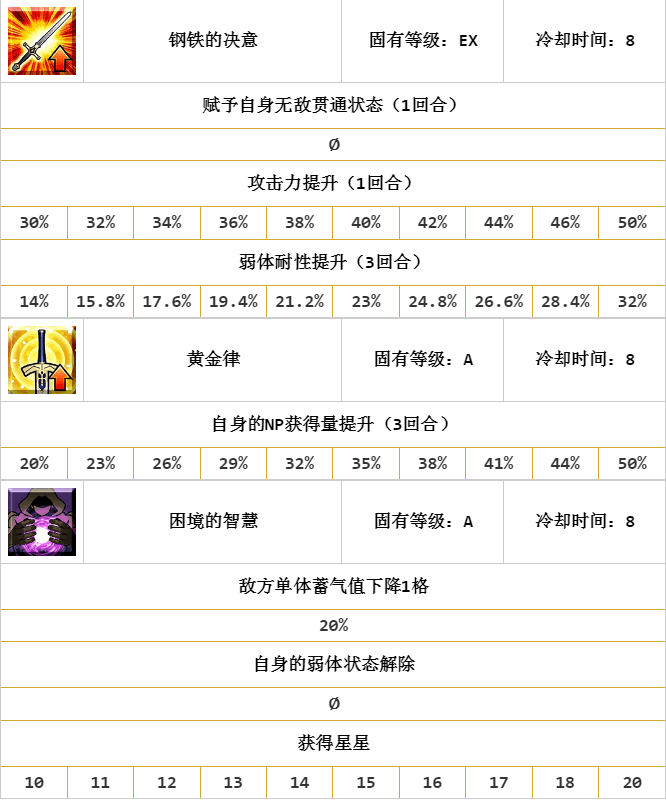 钢铁的决意 固有等级：EX 冷却时间：8
赋予自身无敌贯通状态（1回合）
Ø
攻击力提升（1回合）
30% 32% 34% 36% 38% 40% 42% 44% 46% 50%
弱体耐性提升（3回合）
14% 15.8% 17.6% 19.4% 21.2% 23% 24.8% 26.6% 28.4% 32%
黄金律 固有等级：A 冷却时间：8
自身的NP获得量提升（3回合）
20% 23% 26% 29% 32% 35% 38% 41% 44% 50%
困境的智慧 固有等级：A 冷却时间：8
敌方单体蓄气值下降1格
20%
自身的弱体状态解除
Ø
获得星星
10 11 12 13 14 15 16 17 18 20